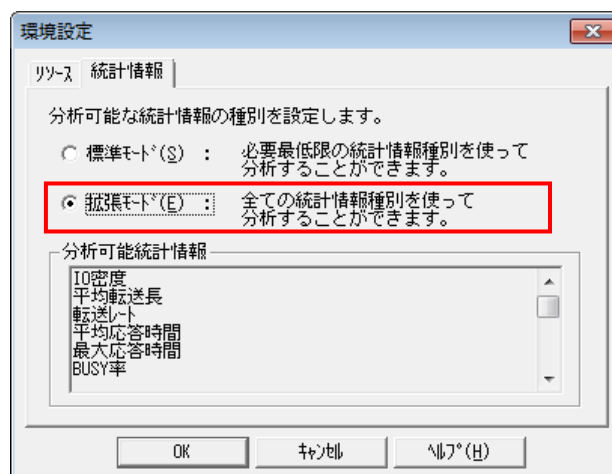 環境設定
リソース 統計情報
分析可能な統計情報の種別を設定します。
標準モード(S) : 必要最低限の統計情報種別を使って
分析することができます。
拡張モード(E) : 全ての統計情報種別を使って
分析することができます。
分析可能統計情報
IO密度
平均転送長
転送レート
平均応答時間
最大応答時間
BUSY率
OK キャンセル ヘルプ(H)